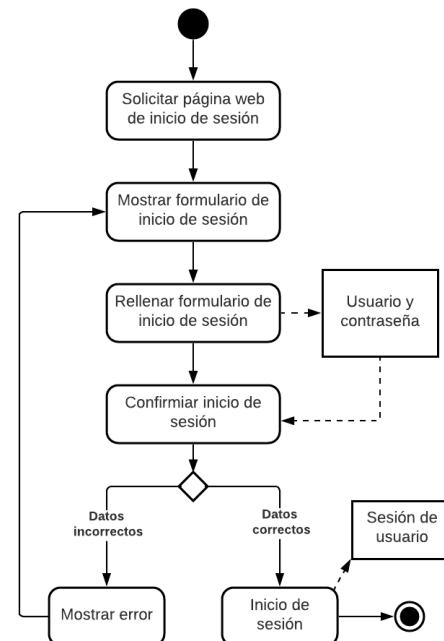 Solicitar página web
de inicio de sesión
Mostrar formulario de
inicio de sesión
Rellenar formulario de
inicio de sesión
Usuario y
contraseña
Confirmiar inicio de
sesión
Datos
incorrectos
Datos
correctos
Sesión de
usuario
Mostrar error
Inicio de
sesión